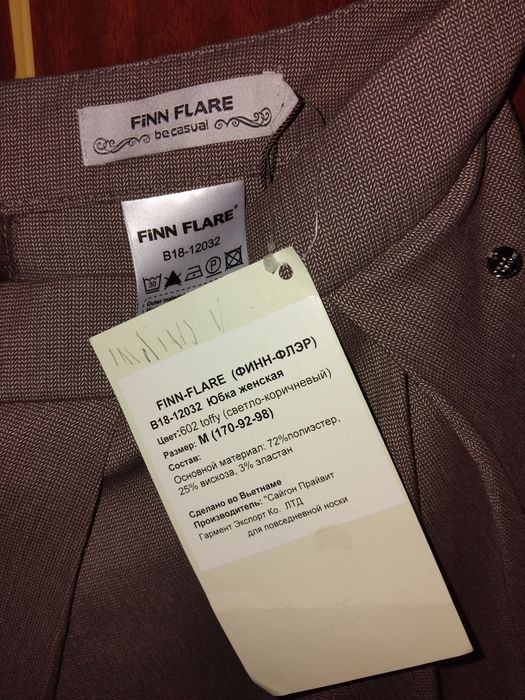 FiNN FLARE
be casual
FiNN FLARE®
B18-12032
30
P
Outer
FINN-FLARE (ФИНН-ФЛЭР)
B18-12032 Юбка женская
Цвет:602 toffy (светло-коричневый)
Размер: M (170-92-98)
Состав:
Основной материал: 72%полиэстер,
25% вискоза, 3% эластан
Сделано во Вьетнаме
Производитель: "Сайгон Прайвит
Гармент Экспорт Ко. ЛТД
для повседневной носки